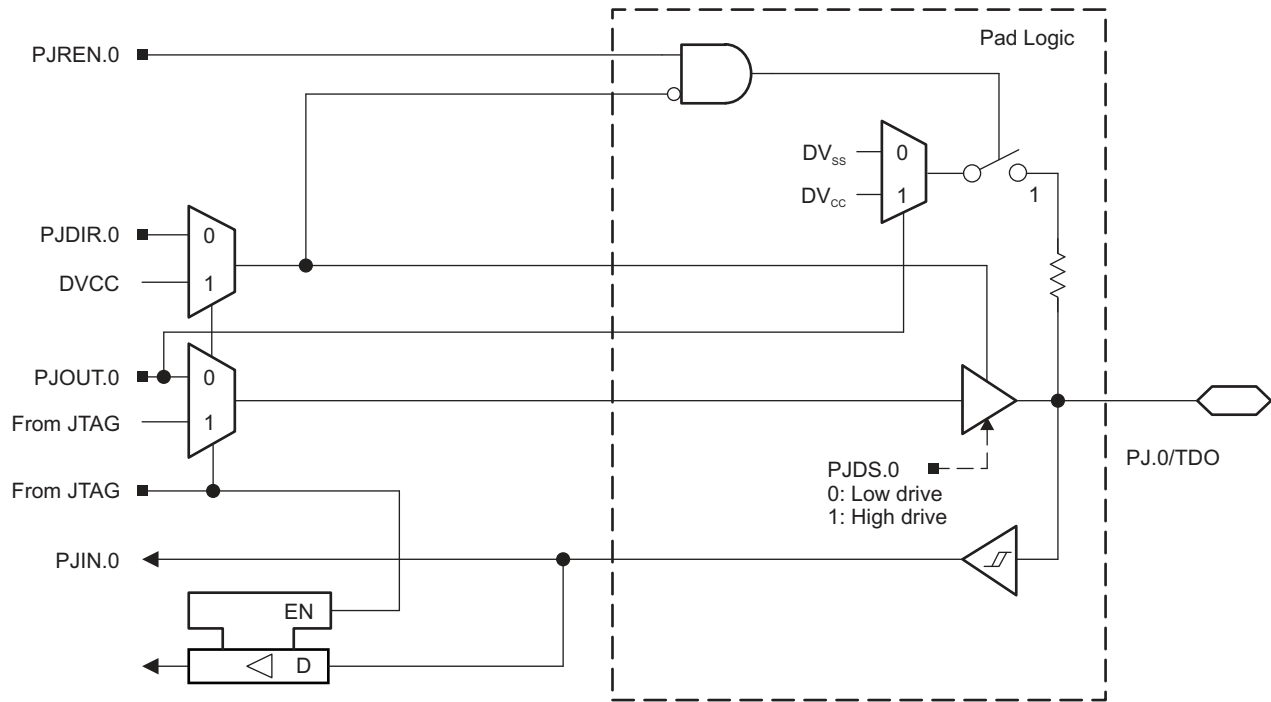 Pad Logic
PJREN.0
DVSS
0
DVCC
1
1
PJDIR.0
0
DVCC
1
PJOUT.0
0
From JTAG
1
From JTAG
PJDS.0
0: Low drive
1: High drive
PJ.0/TDO
PJIN.0
EN
D